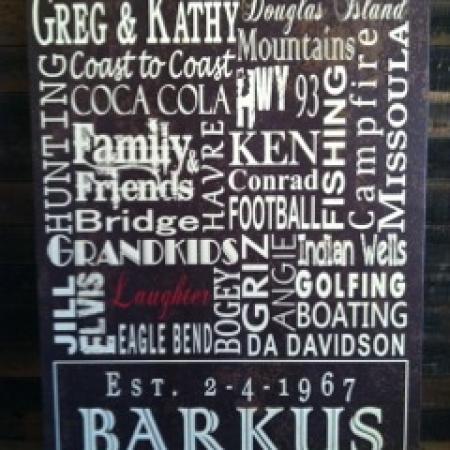 GREG & KATHY
Douglas Island
Mountains
Coast to Coast
COCA COLA
HWY 93
HUNTING
Family
& Friends
HAVRE
KEN
Conrad
FOOTBALL
FISHING
Campfire
MISSOULA
Bridge
GRANDKIDS
JILL
ELVIS
Laughter
EAGLE BEND
BOGEY
GRIZ
ANGIE
Indian Wells
GOLFING
BOATING
DA DAVIDSON
EST. 2-4-1967
BARKUS